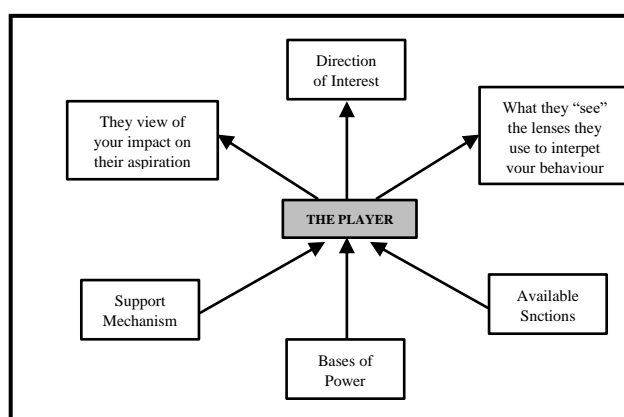 Direction
of Interest
They view of
your impact on
their aspiration
What they “see”
the lenses they
use to interpet
your behaviour
THE PLAYER
Support
Mechanism
Available
Snctions
Bases of
Power